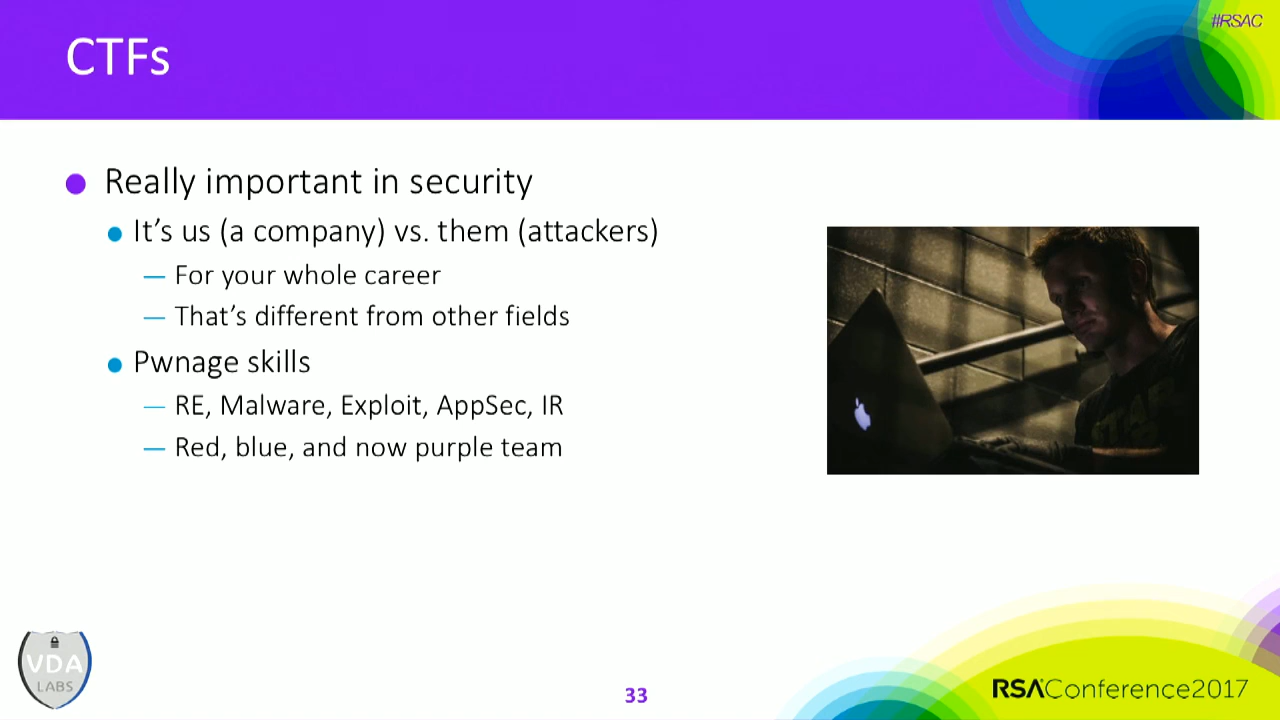 #RSAC
CTFs
Really important in security
It's us (a company) vs. them (attackers)
— For your whole career
— That's different from other fields
Pwnage skills
— RE, Malware, Exploit, AppSec, IR
— Red, blue, and now purple team
VDA
LABS
33
RSAConference2017